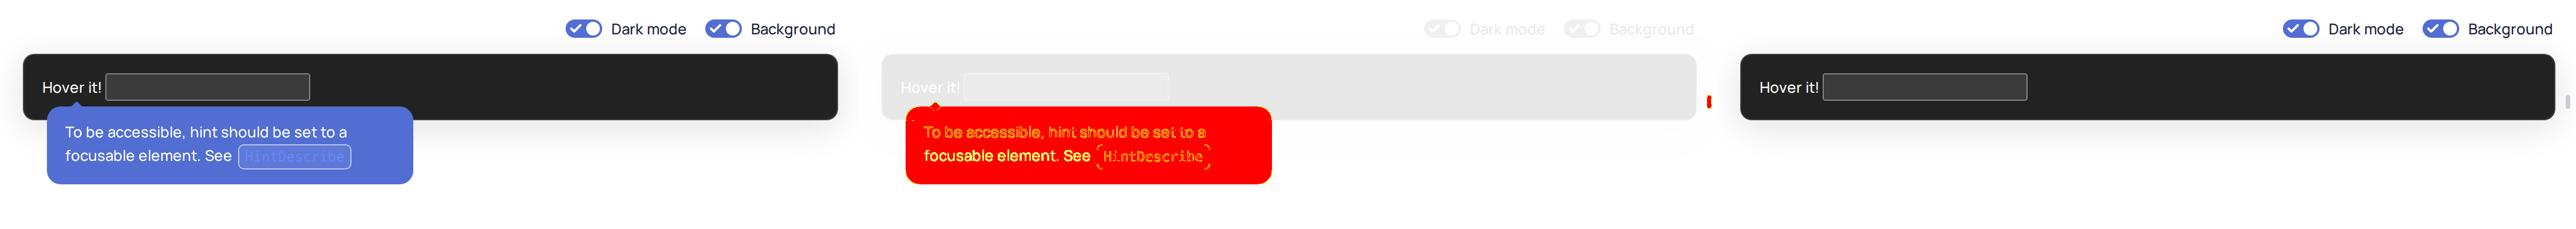 Dark mode Background
Hover it!
To be accessible, hint should be set to a
focusable element. See HintDescribe
Dark mode Background
Hover it!
To be accessible, hint should be set to a
focusable element. See HintDescribe
Dark mode Background
Hover it!